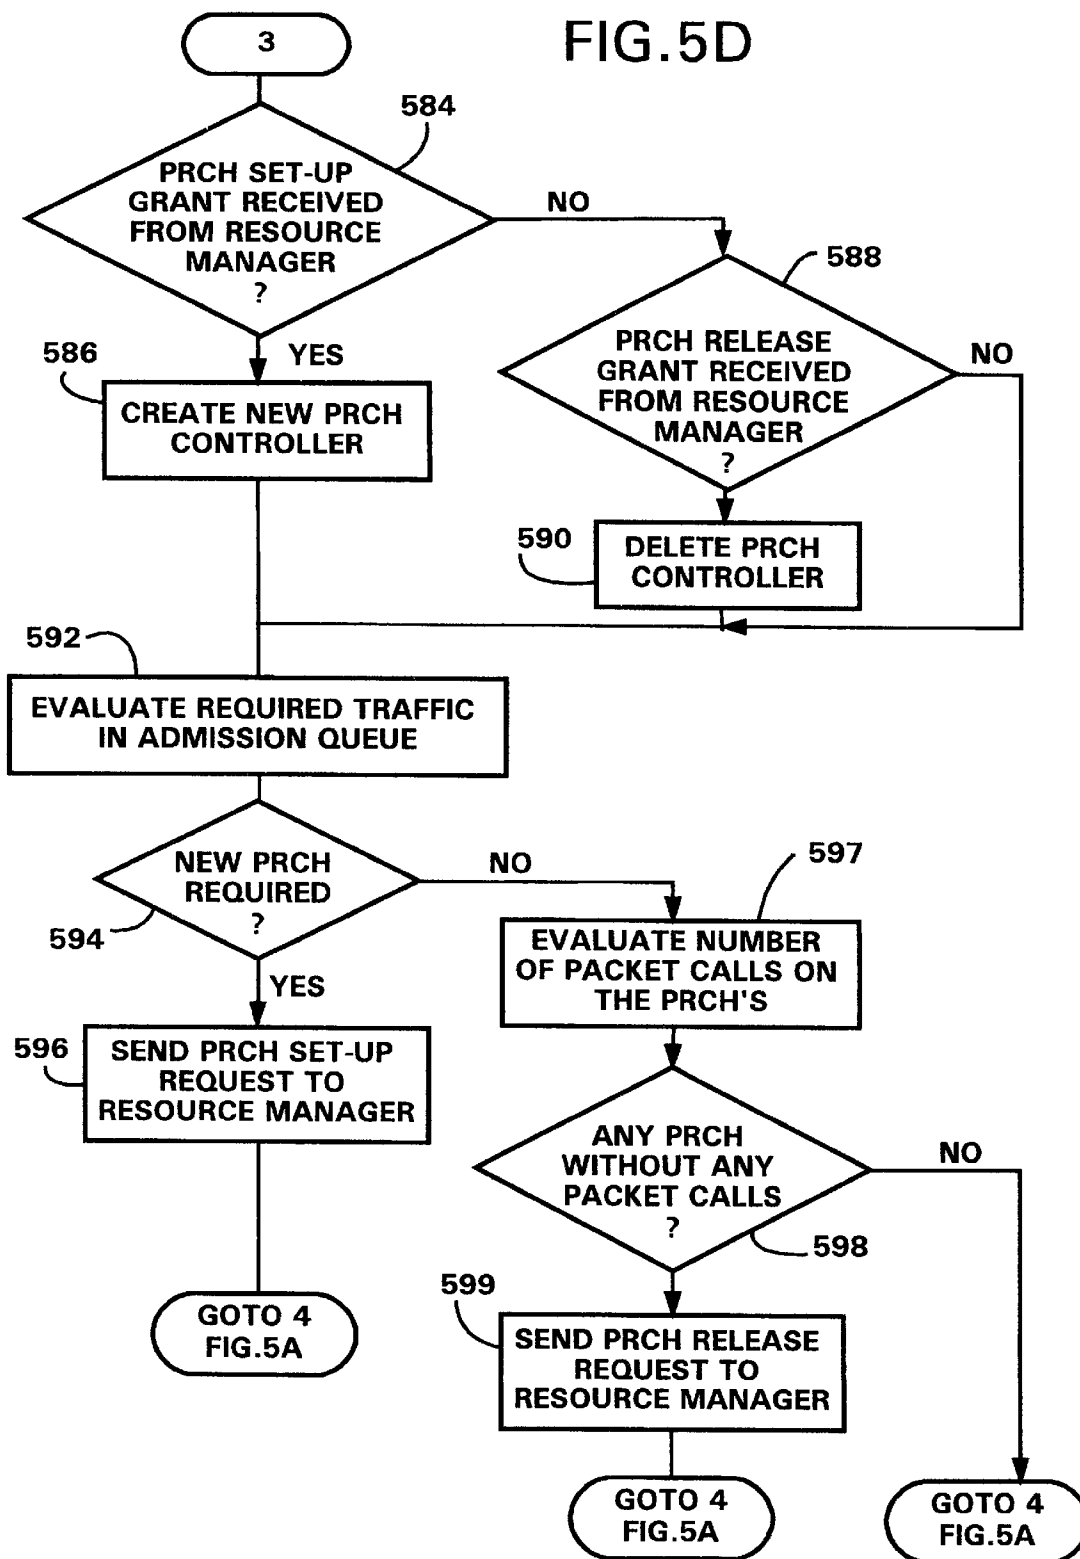 FIG.5D
3
584
PRCH SET-UP
GRANT RECEIVED
FROM RESOURCE
MANAGER
?
NO
588
PRCH RELEASE
GRANT RECEIVED
FROM RESOURCE
MANAGER
?
NO
YES
586
CREATE NEW PRCH
CONTROLLER
590
DELETE PRCH
CONTROLLER
592
EVALUATE REQUIRED TRAFFIC
IN ADMISSION QUEUE
NEW PRCH
REQUIRED
?
594
NO
597
EVALUATE NUMBER
OF PACKET CALLS ON
THE PRCH'S
YES
596
SEND PRCH SET-UP
REQUEST TO
RESOURCE MANAGER
ANY PRCH
WITHOUT ANY
PACKET CALLS
?
NO
598
GOTO 4
FIG.5A
599
SEND PRCH RELEASE
REQUEST TO
RESOURCE MANAGER
GOTO 4
FIG.5A
GOTO 4
FIG.5A